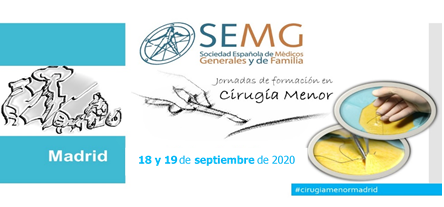 SEMG
Sociedad Española de Médicos
Generales y de Familia
Jornadas de formación en
Cirugía Menor
Madrid
18 y 19 de septiembre de 2020
#cirugiamenormadrid